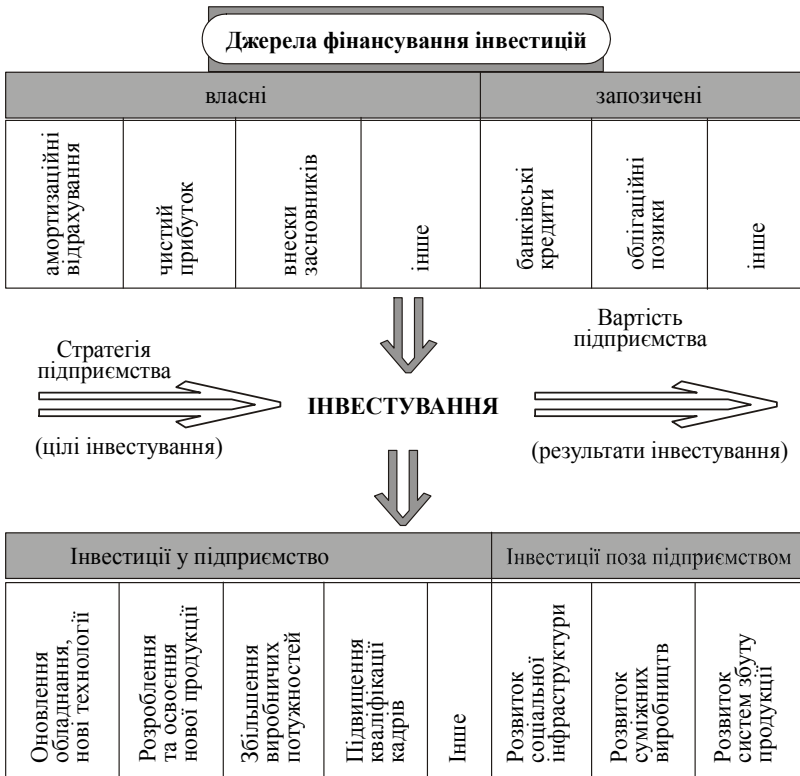 Джерела фінансування інвестицій
власні
запозичені
амортизаційні
відрахування
чистий
прибуток
внески
засновників
інше
банківські
кредити
облігаційні
позики
інше
Стратегія
підприємства
(цілі інвестування)
ІНВЕСТУВАННЯ
Вартість
підприємства
(результати інвестування)
Інвестиції у підприємство
Інвестиції поза підприємством
Оновлення
обладнання,
нові технології
Розроблення
та освоєння
нової продукції
Збільшення
виробничих
потужностей
Підвищення
кваліфікації
кадрів
Інше
Розвиток
соціальної
інфраструктури
Розвиток
суміжних
виробництв
Розвиток
систем збуту
продукції